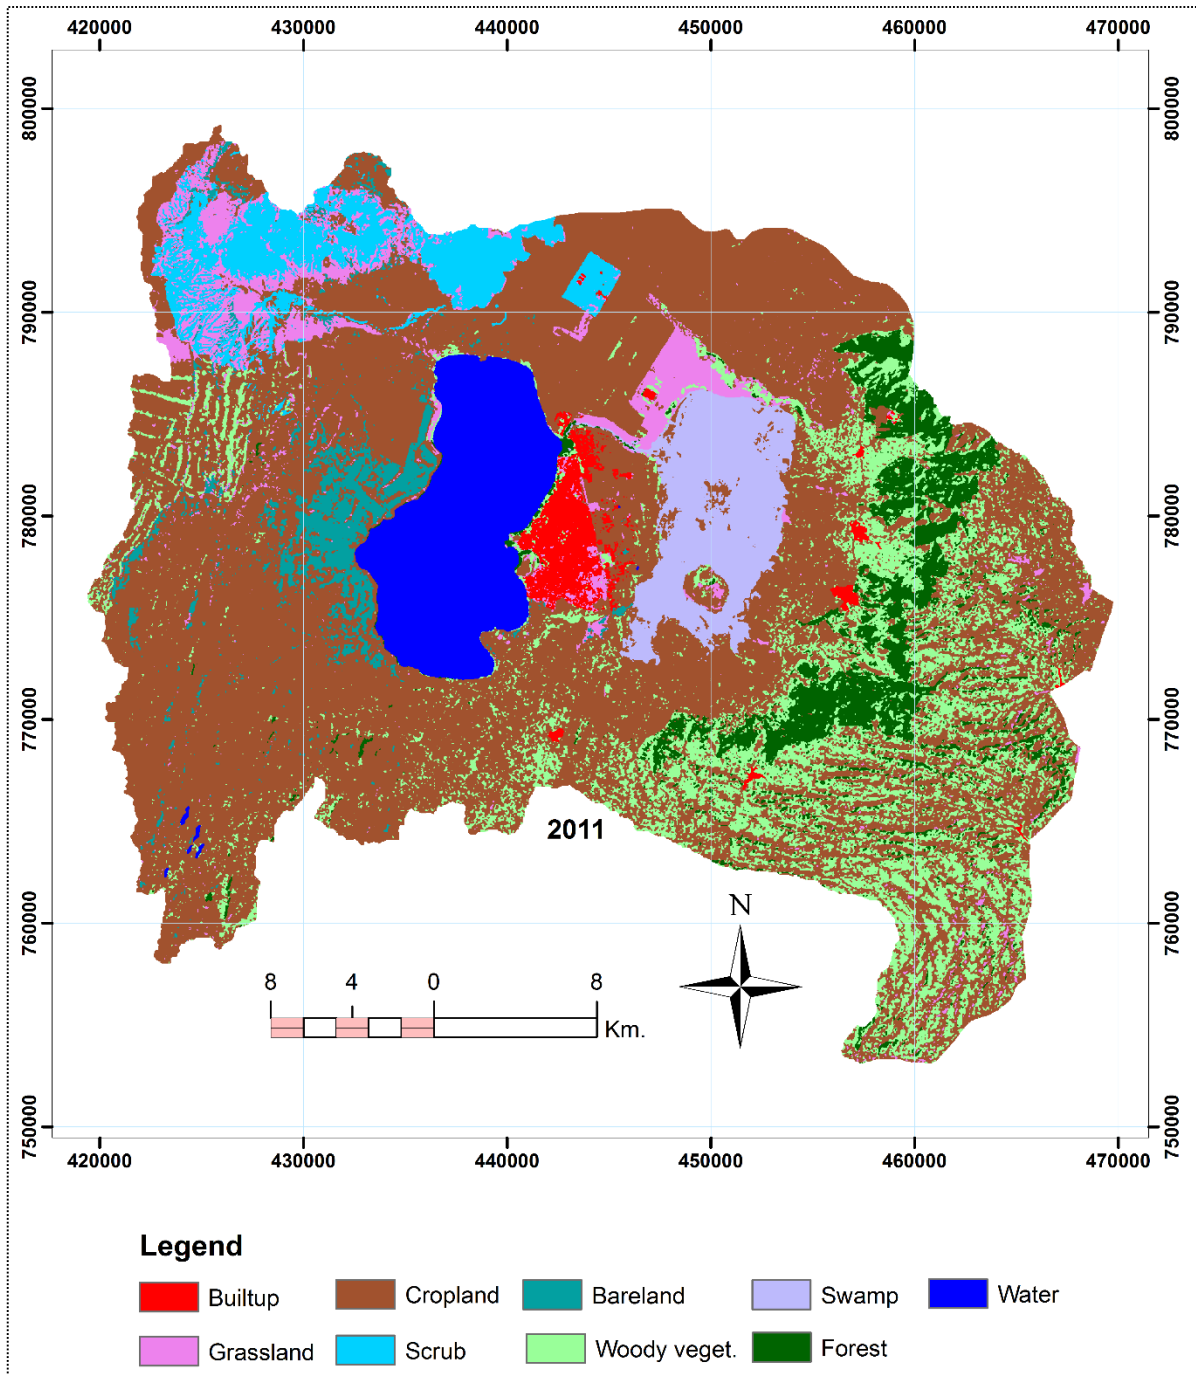 420000 430000 440000 450000 460000 470000
800000 800000
790000 790000
780000 780000
770000 770000
2011
760000 760000
N
8 4 0 8
Km.
750000 750000
420000 430000 440000 450000 460000 470000
Legend
Builtup Cropland Bareland Swamp Water
Grassland Scrub Woody veget. Forest